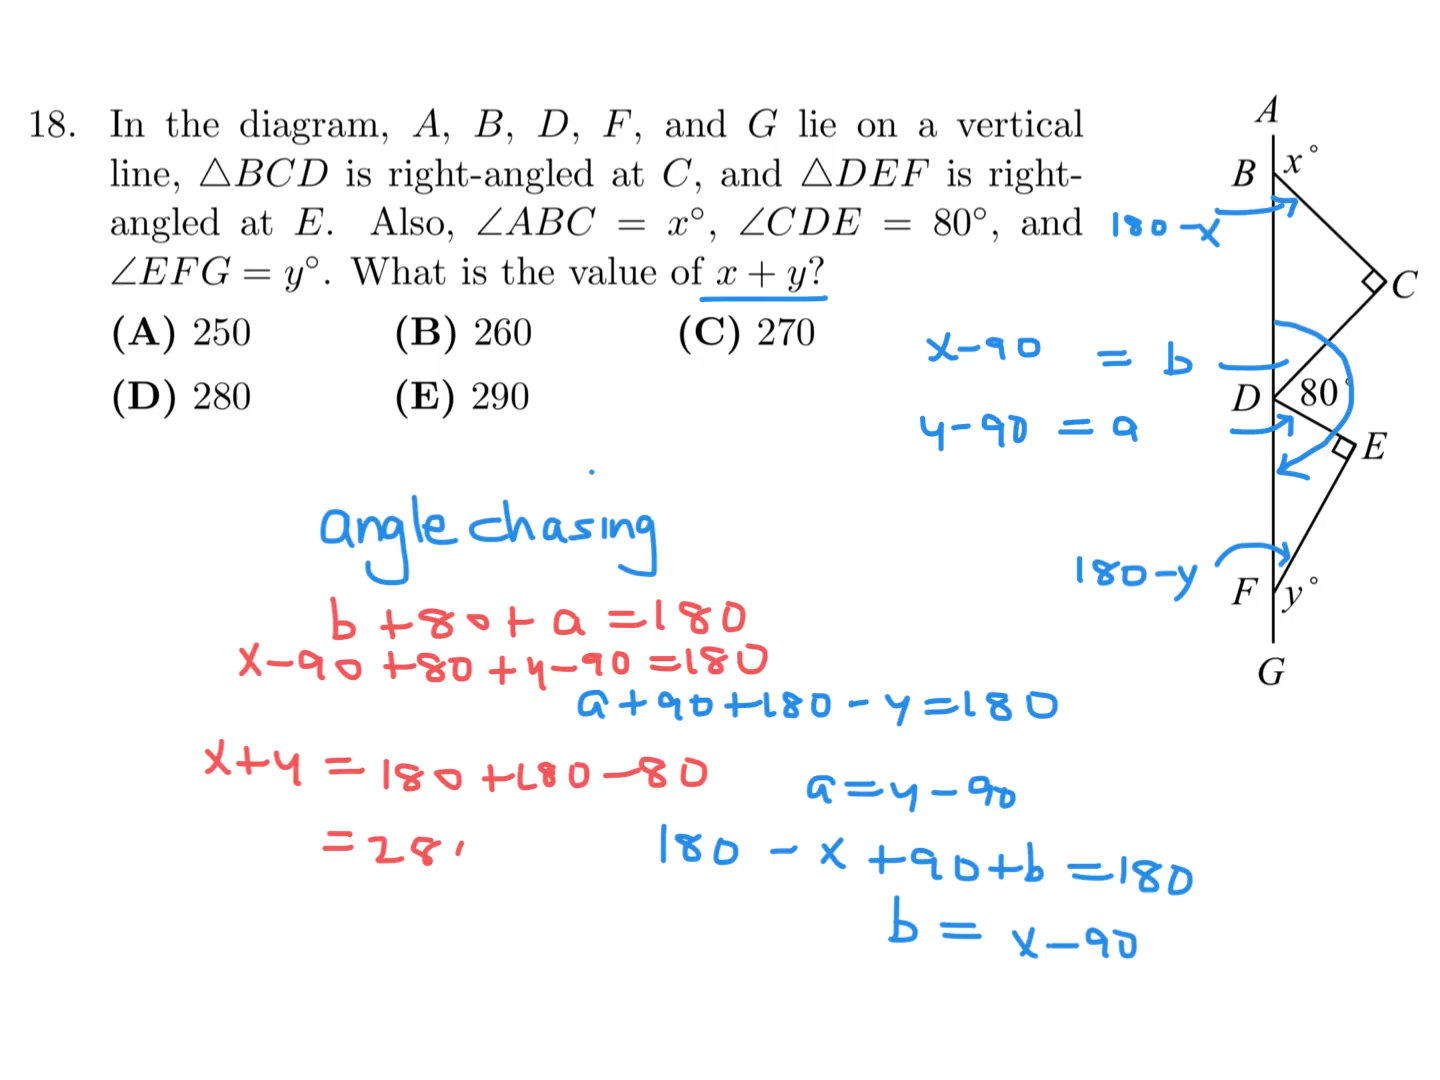 18. In the diagram, A, B, D, F, and G lie on a vertical
line, △BCD is right-angled at C, and △DEF is right-
angled at E. Also, ∠ABC = x°, ∠CDE = 80°, and
∠EFG = y°. What is the value of x + y?
(A) 250 (B) 260 (C) 270
(D) 280 (E) 290
A
B x°
180-x
C
x-90 = b
D 80°
y-90 = a
E
180-y
F y°
G
angle chasing
b+80+a=180
x-90+80+y-90=180
a+90+180-y=180
x+y=180+180-80
a=y-90
=28
180-x+90+b=180
b=x-90